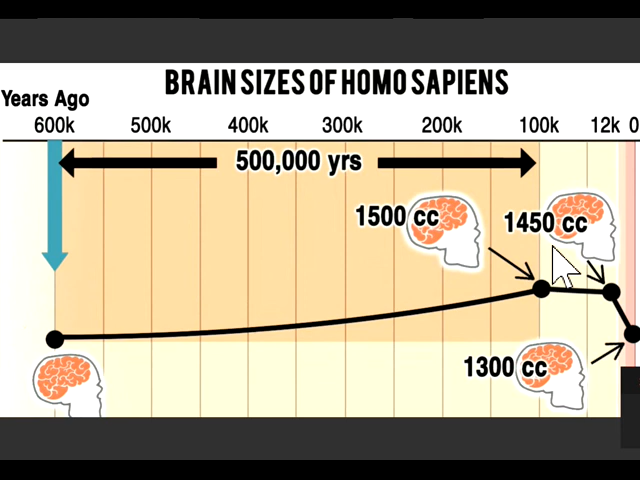 BRAIN SIZES OF HOMO SAPIENS
Years Ago
600k 500k 400k 300k 200k 100k 12k 0
500,000 yrs
1500 cc
1450 cc
1300 cc